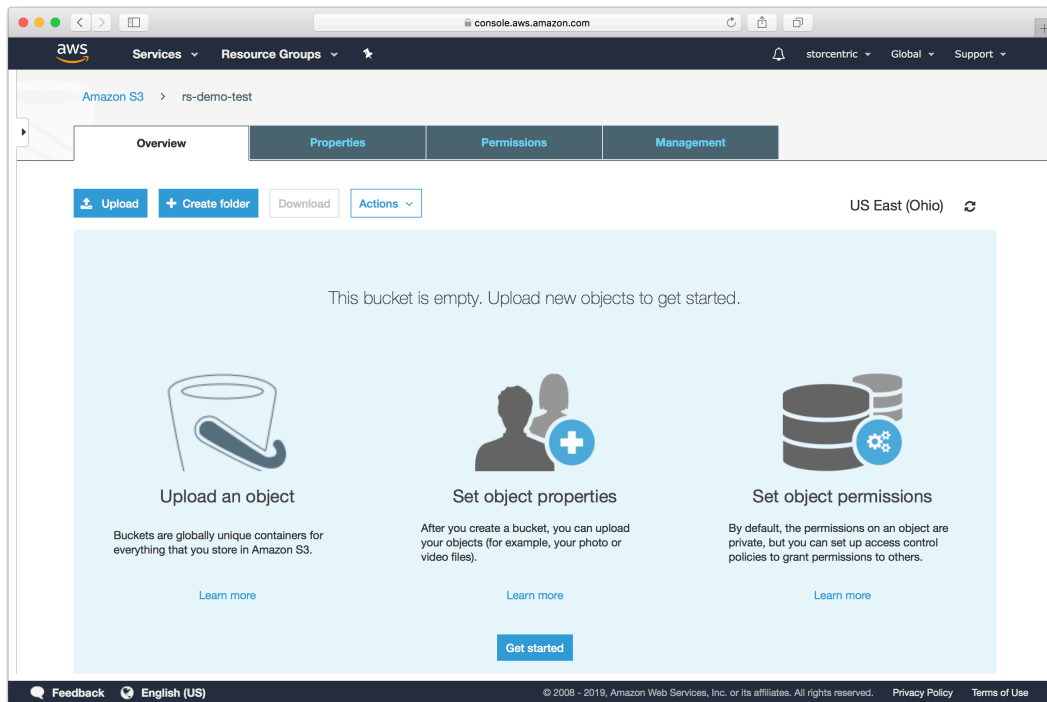 console.aws.amazon.com
aws Services Resource Groups storcentric Global Support
Amazon S3 > rs-demo-test
Overview Properties Permissions Management
Upload + Create folder Download Actions US East (Ohio)
This bucket is empty. Upload new objects to get started.
Upload an object
Buckets are globally unique containers for
everything that you store in Amazon S3.
Learn more
Set object properties
After you create a bucket, you can upload
your objects (for example, your photo or
video files).
Learn more
Set object permissions
By default, the permissions on an object are
private, but you can set up access control
policies to grant permissions to others.
Learn more
Get started
Feedback English (US) © 2008 - 2019, Amazon Web Services, Inc. or its affiliates. All rights reserved. Privacy Policy Terms of Use